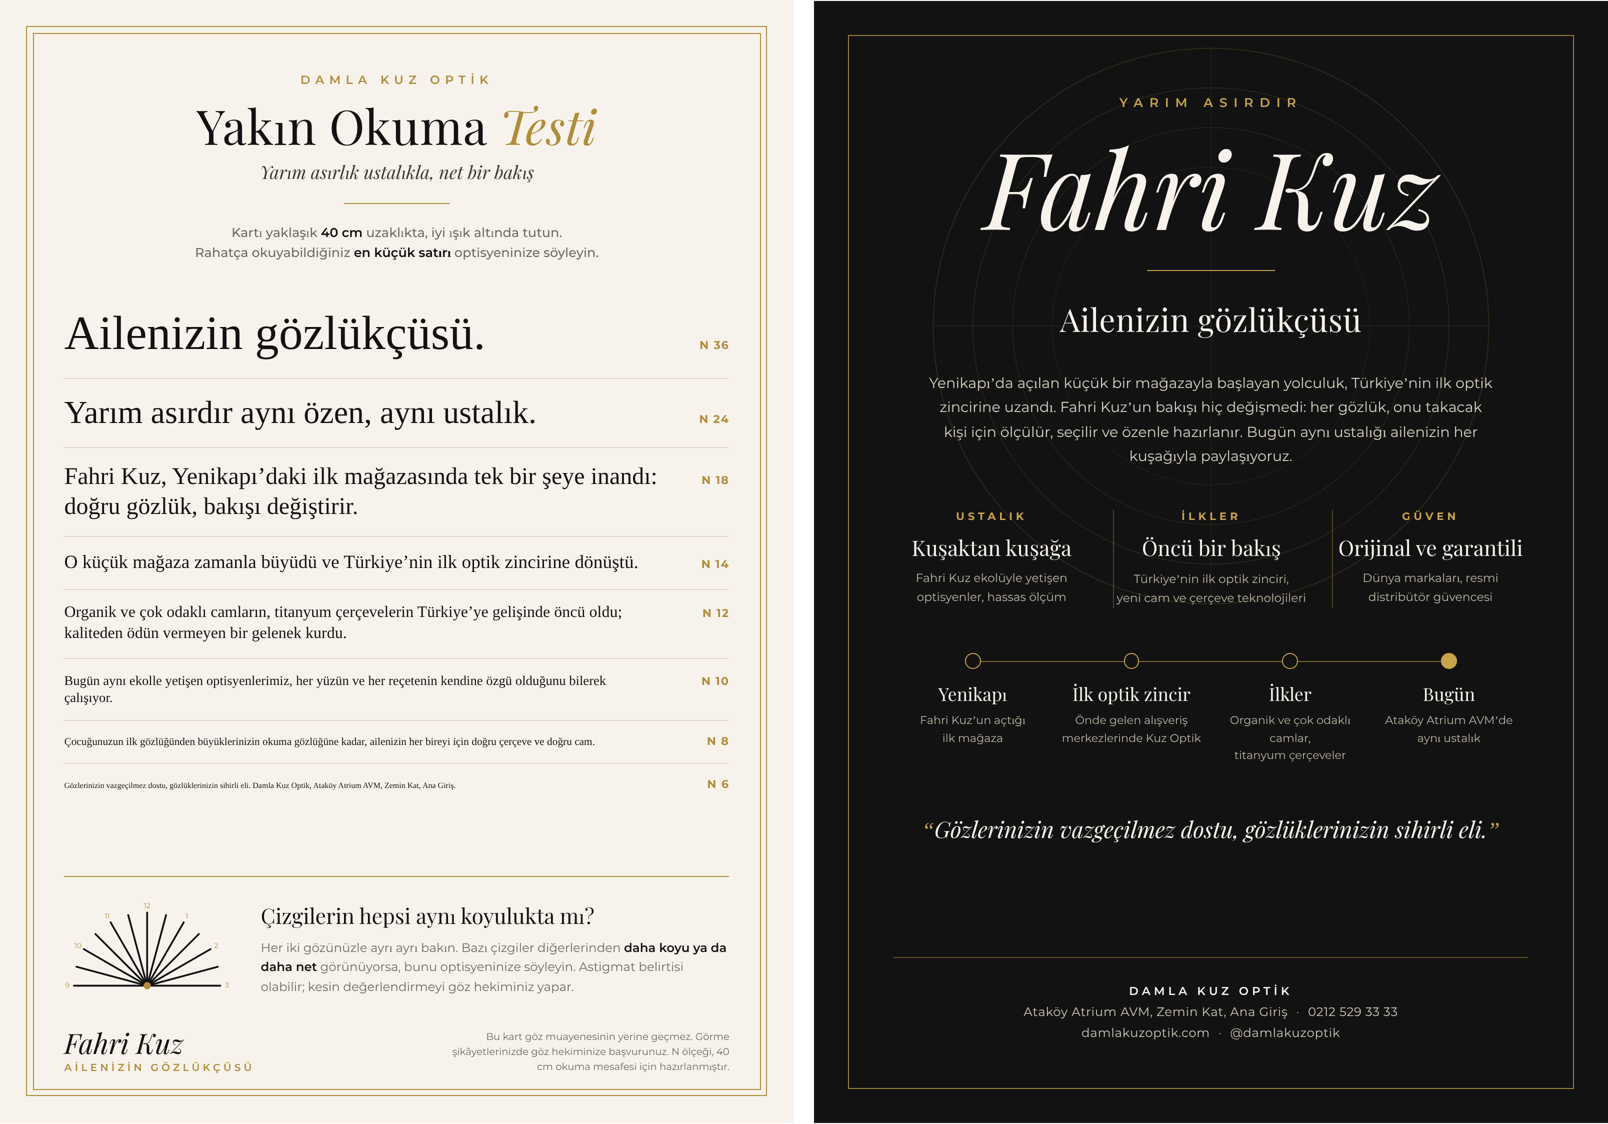 DAMLA KUZ OPTİK
Yakın Okuma Testi
Yarım asırlık ustalıkla, net bir bakış
Kartı yaklaşık 40 cm uzaklıkta, iyi ışık altında tutun.
Rahatça okuyabildiğiniz en küçük satırı optisyeninize söyleyin.
Ailenizin gözlükçüsü.
N 36
Yarım asırdır aynı özen, aynı ustalık.
N 24
Fahri Kuz, Yenikapı’daki ilk mağazasında tek bir şeye inandı:
N 18
doğru gözlük, bakışı değiştirir.
O küçük mağaza zamanla büyüdü ve Türkiye’nin ilk optik zincirine dönüştü.
N 14
Organik ve çok odaklı camların, titanyum çerçevelerin Türkiye’ye gelişinde öncü oldu;
N 12
kaliteden ödün vermeyen bir gelenek kurdu.
Bugün aynı ekolle yetişen optisyenlerimiz, her yüzün ve her reçetenin kendine özgü olduğunu bilerek
N 10
çalışıyor.
Çocuğunuzun ilk gözlüğünden büyüklerinizin okuma gözlüğüne kadar, ailenizin her bireyi için doğru çerçeve ve doğru cam.
N 8
Gözlerinizin vazgeçilmez dostu, gözlüklerinizin sihirli eli. Damla Kuz Optik, Ataköy Atrium AVM, Zemin Kat, Ana Giriş.
N 6
9
10
11
12
1
2
3
Çizgilerin hepsi aynı koyulukta mı?
Her iki gözünüzle ayrı ayrı bakın. Bazı çizgiler diğerlerinden daha koyu ya da
daha net görünüyorsa, bunu optisyeninize söyleyin. Astigmat belirtisi
olabilir; kesin değerlendirmeyi göz hekiminiz yapar.
Fahri Kuz
AİLENİZİN GÖZLÜKÇÜSÜ
Bu kart göz muayenesinin yerine geçmez. Görme
şikâyetlerinizde göz hekiminize başvurunuz. N ölçeği, 40
cm okuma mesafesi için hazırlanmıştır.
YARIM ASIRDIR
Fahri Kuz
Ailenizin gözlükçüsü
Yenikapı’da açılan küçük bir mağazayla başlayan yolculuk, Türkiye’nin ilk optik
zincirine uzandı. Fahri Kuz’un bakışı hiç değişmedi: her gözlük, onu takacak
kişi için ölçülür, seçilir ve özenle hazırlanır. Bugün aynı ustalığı ailenizin her
kuşağıyla paylaşıyoruz.
USTALIK
Kuşaktan kuşağa
Fahri Kuz ekolüyle yetişen
optisyenler, hassas ölçüm
İLKLER
Öncü bir bakış
Türkiye’nin ilk optik zinciri,
yeni cam ve çerçeve teknolojileri
GÜVEN
Orijinal ve garantili
Dünya markaları, resmi
distribütör güvencesi
Yenikapı
Fahri Kuz’un açtığı
ilk mağaza
İlk optik zincir
Önde gelen alışveriş
merkezlerinde Kuz Optik
İlkler
Organik ve çok odaklı
camlar,
titanyum çerçeveler
Bugün
Ataköy Atrium AVM’de
aynı ustalık
“Gözlerinizin vazgeçilmez dostu, gözlüklerinizin sihirli eli.”
DAMLA KUZ OPTİK
Ataköy Atrium AVM, Zemin Kat, Ana Giriş · 0212 529 33 33
damlakuzoptik.com · @damlakuzoptik